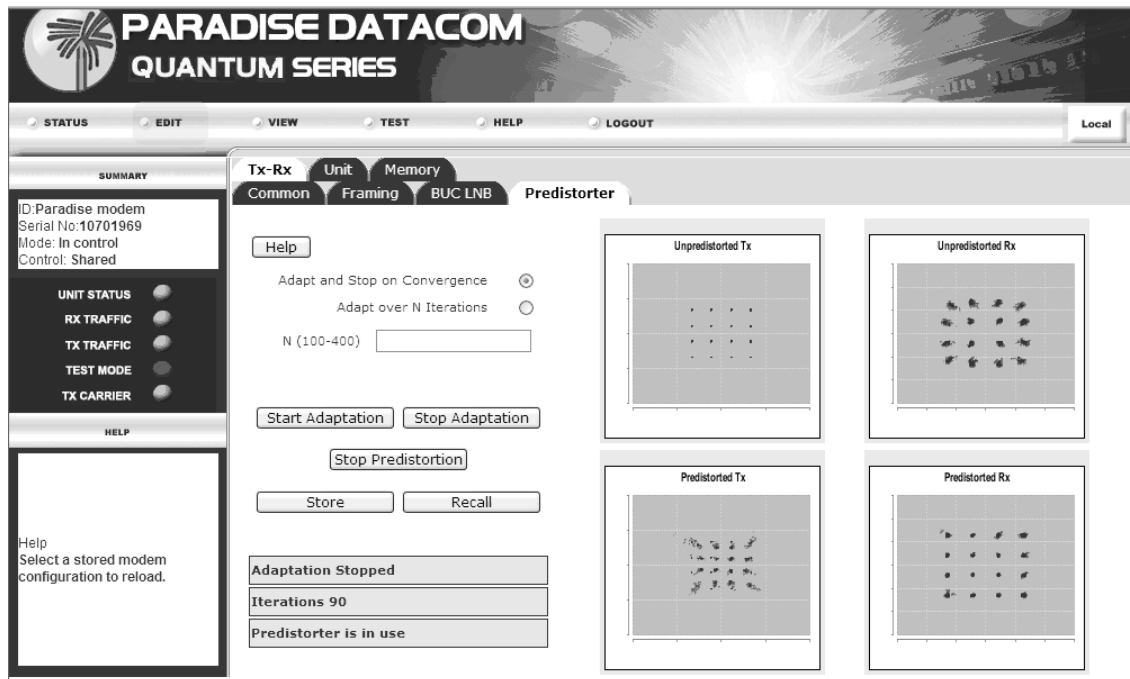 PARADISE DATACOM
QUANTUM SERIES
STATUS EDIT VIEW TEST HELP LOGOUT Local
SUMMARY
ID:Paradise modem
Serial No:10701969
Mode: In control
Control: Shared
UNIT STATUS
RX TRAFFIC
TX TRAFFIC
TEST MODE
TX CARRIER
HELP
Help
Select a stored modem
configuration to reload.
Tx-Rx Unit Memory
Common Framing BUC LNB Predistorter
Help
Adapt and Stop on Convergence
Adapt over N Iterations
N (100-400)
Start Adaptation Stop Adaptation
Stop Predistortion
Store Recall
Adaptation Stopped
Iterations 90
Predistorter is in use
Unpredistorted Tx
Unpredistorted Rx
Predistorted Tx
Predistorted Rx